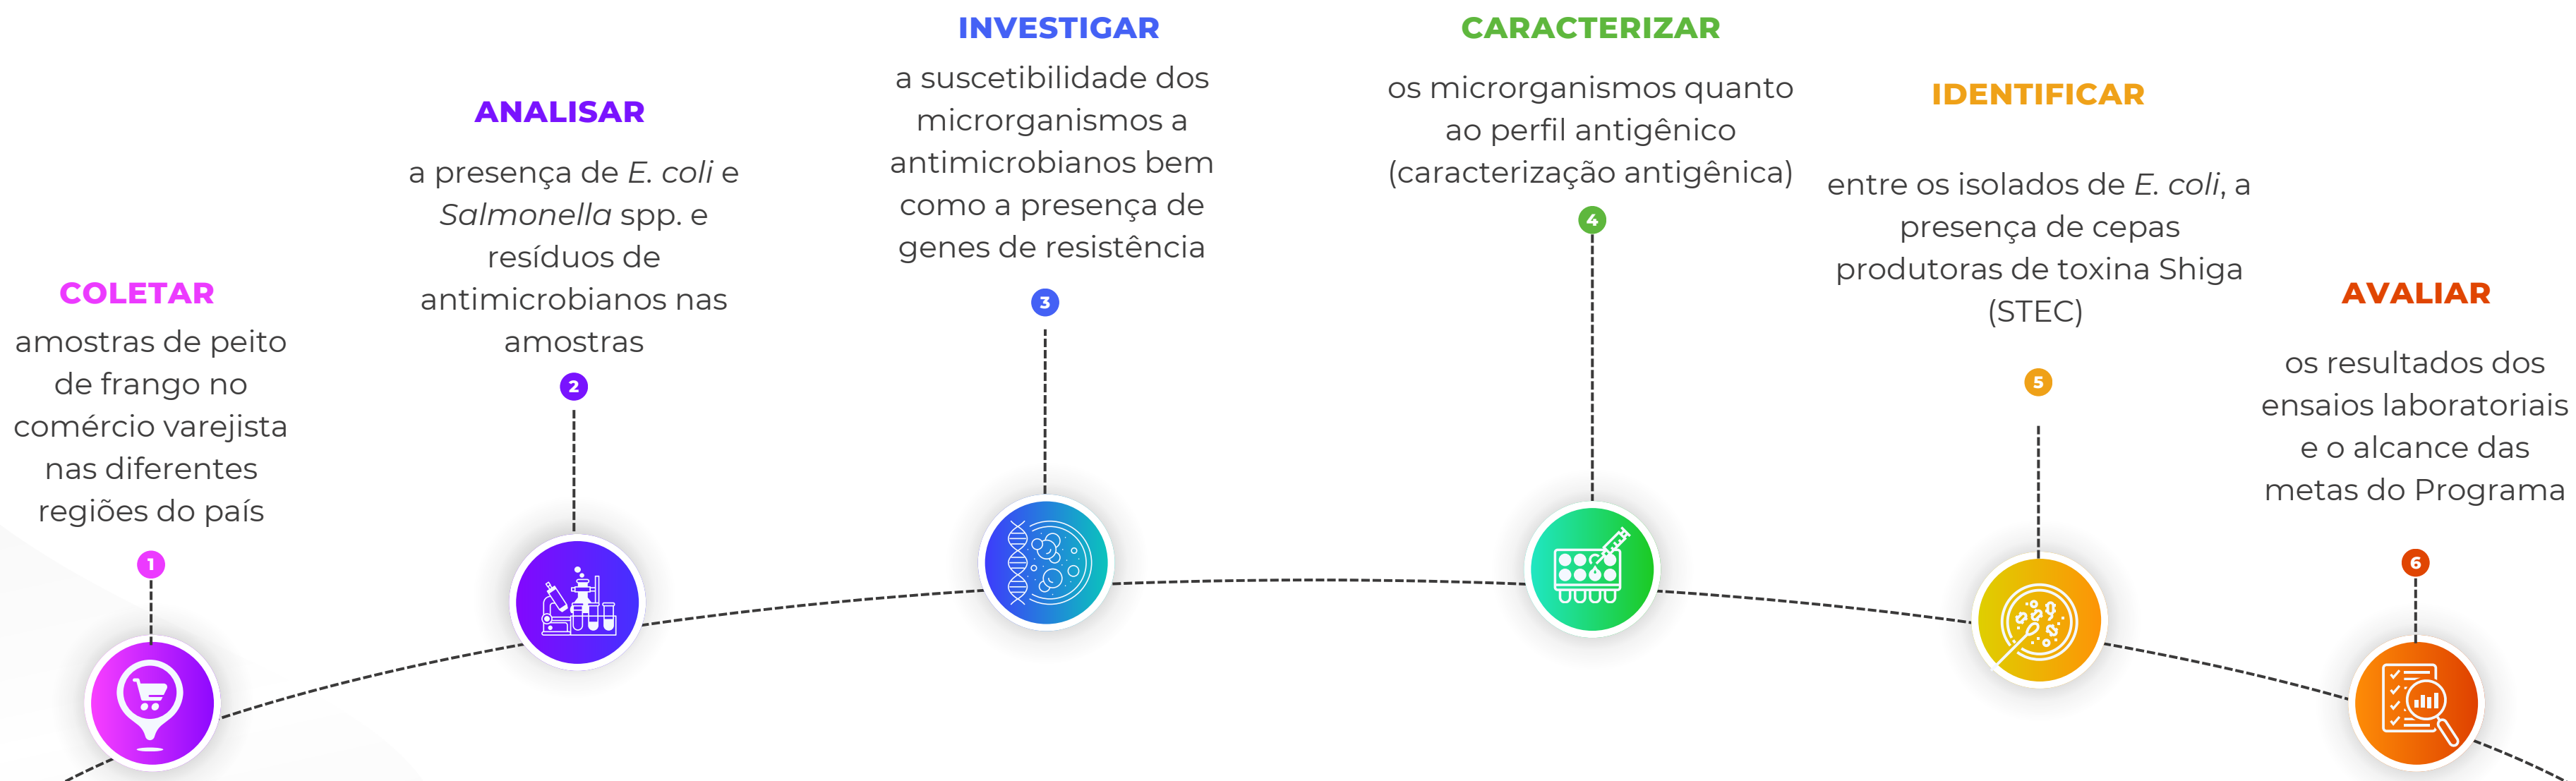 COLETAR
amostras de peito
de frango no
comércio varejista
nas diferentes
regiões do país
1
ANALISAR
a presença de E. coli e
Salmonella spp. e
resíduos de
antimicrobianos nas
amostras
2
INVESTIGAR
a suscetibilidade dos
microrganismos a
antimicrobianos bem
como a presença de
genes de resistência
3
CARACTERIZAR
os microrganismos quanto
ao perfil antigênico
(caracterização antigênica)
4
IDENTIFICAR
entre os isolados de E. coli, a
presença de cepas
produtoras de toxina Shiga
(STEC)
5
AVALIAR
os resultados dos
ensaios laboratoriais
e o alcance das
metas do Programa
6